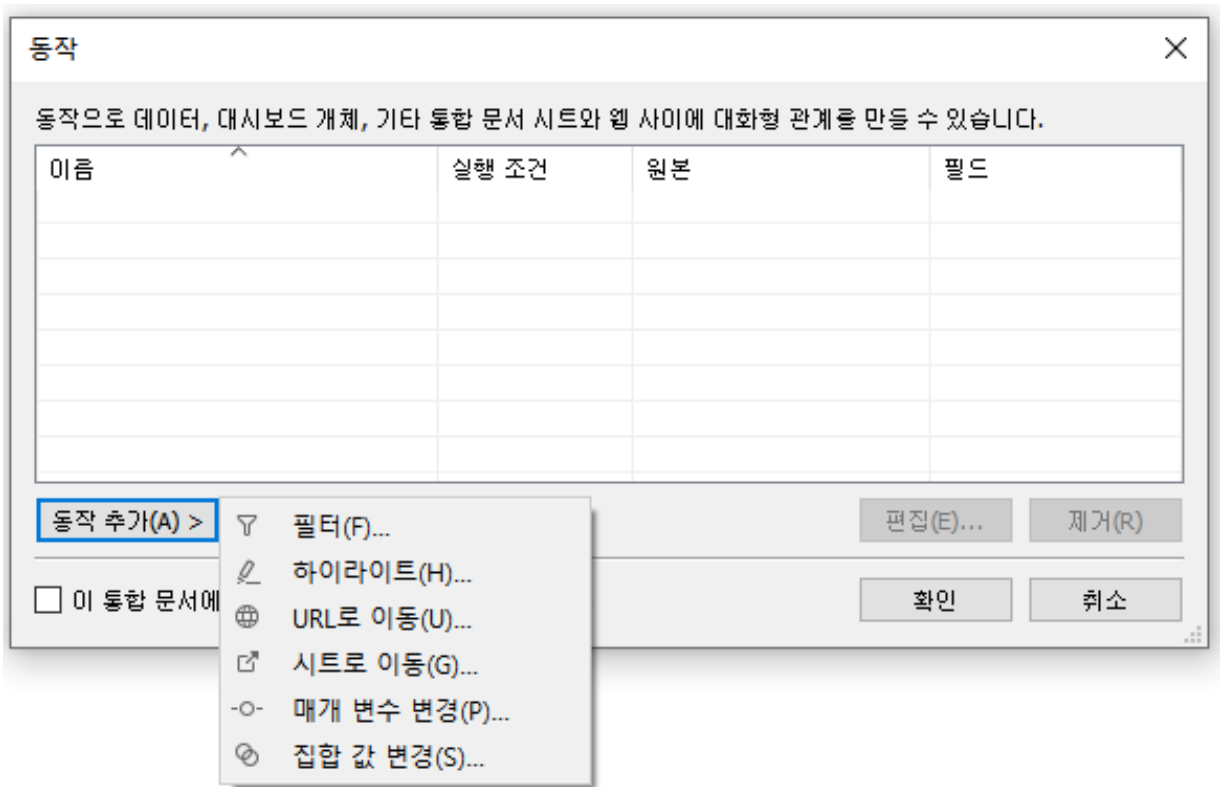 동작
동작으로 데이터, 대시보드 개체, 기타 통합 문서 시트와 웹 사이에 대화형 관계를 만들 수 있습니다.
이름 실행 조건 원본 필드
동작 추가(A) > 편집(E)... 제거(R)
필터(F)...
하이라이트(H)...
이 통합 문서에 확인 취소
URL로 이동(U)...
시트로 이동(G)...
매개 변수 변경(P)...
집합 값 변경(S)...